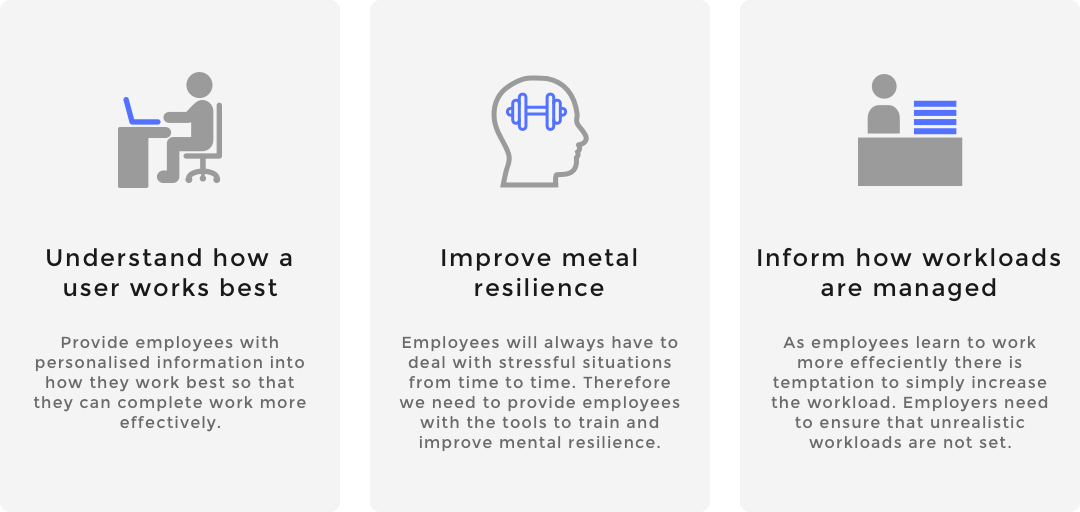 Understand how a
user works best
Provide employees with
personalised information into
how they work best so that
they can complete work more
effectively.
Improve metal
resilience
Employees will always have to
deal with stressful situations
from time to time. Therefore
we need to provide employees
with the tools to train and
improve mental resilience.
Inform how workloads
are managed
As employees learn to work
more effeciently there is
temptation to simply increase
the workload. Employers need
to ensure that unrealistic
workloads are not set.